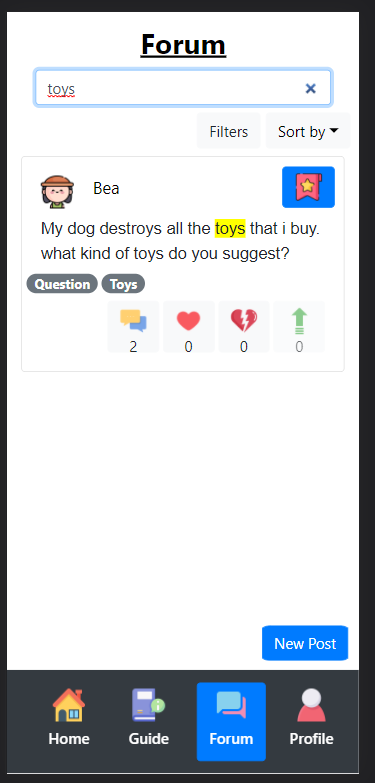 Forum
toys
Filters
Sort by
Bea
My dog destroys all the toys that i buy.
what kind of toys do you suggest?
Question Toys
2 0 0 0
New Post
Home Guide Forum Profile